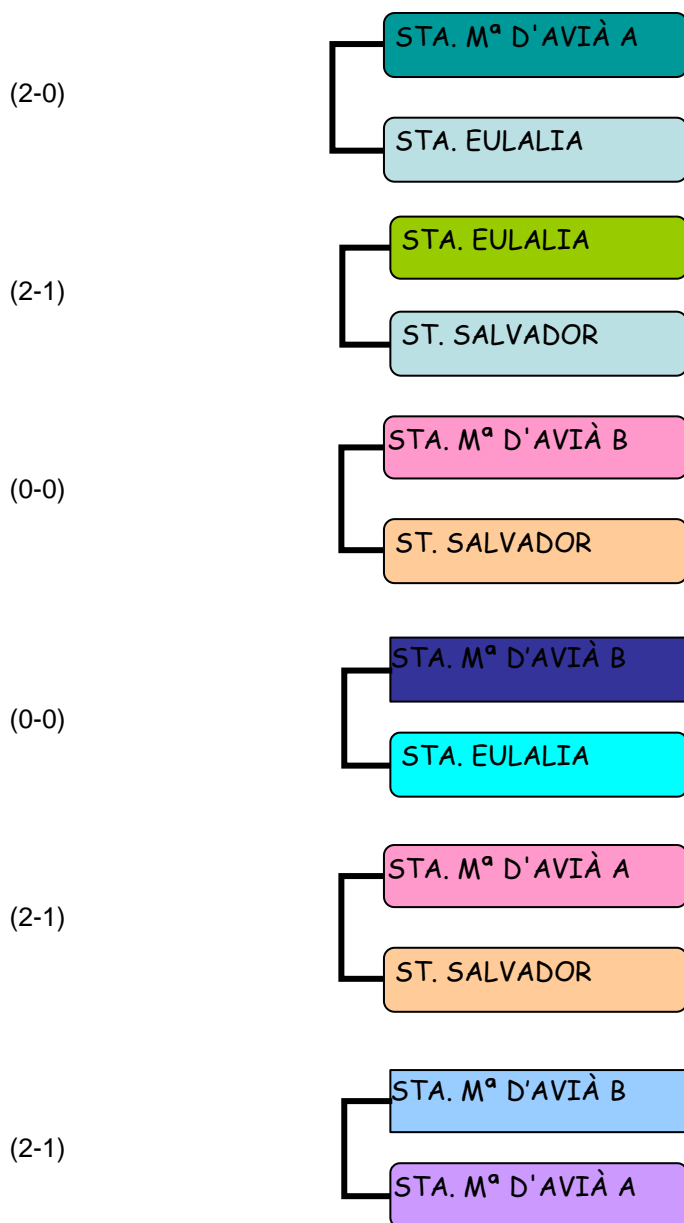 STA. Mª D'AVIÀ A
(2-0)
STA. EULALIA
STA. EULALIA
(2-1)
ST. SALVADOR
STA. Mª D'AVIÀ B
(0-0)
ST. SALVADOR
STA. Mª D'AVIÀ B
(0-0)
STA. EULALIA
STA. Mª D'AVIÀ A
(2-1)
ST. SALVADOR
STA. Mª D'AVIÀ B
(2-1)
STA. Mª D'AVIÀ A